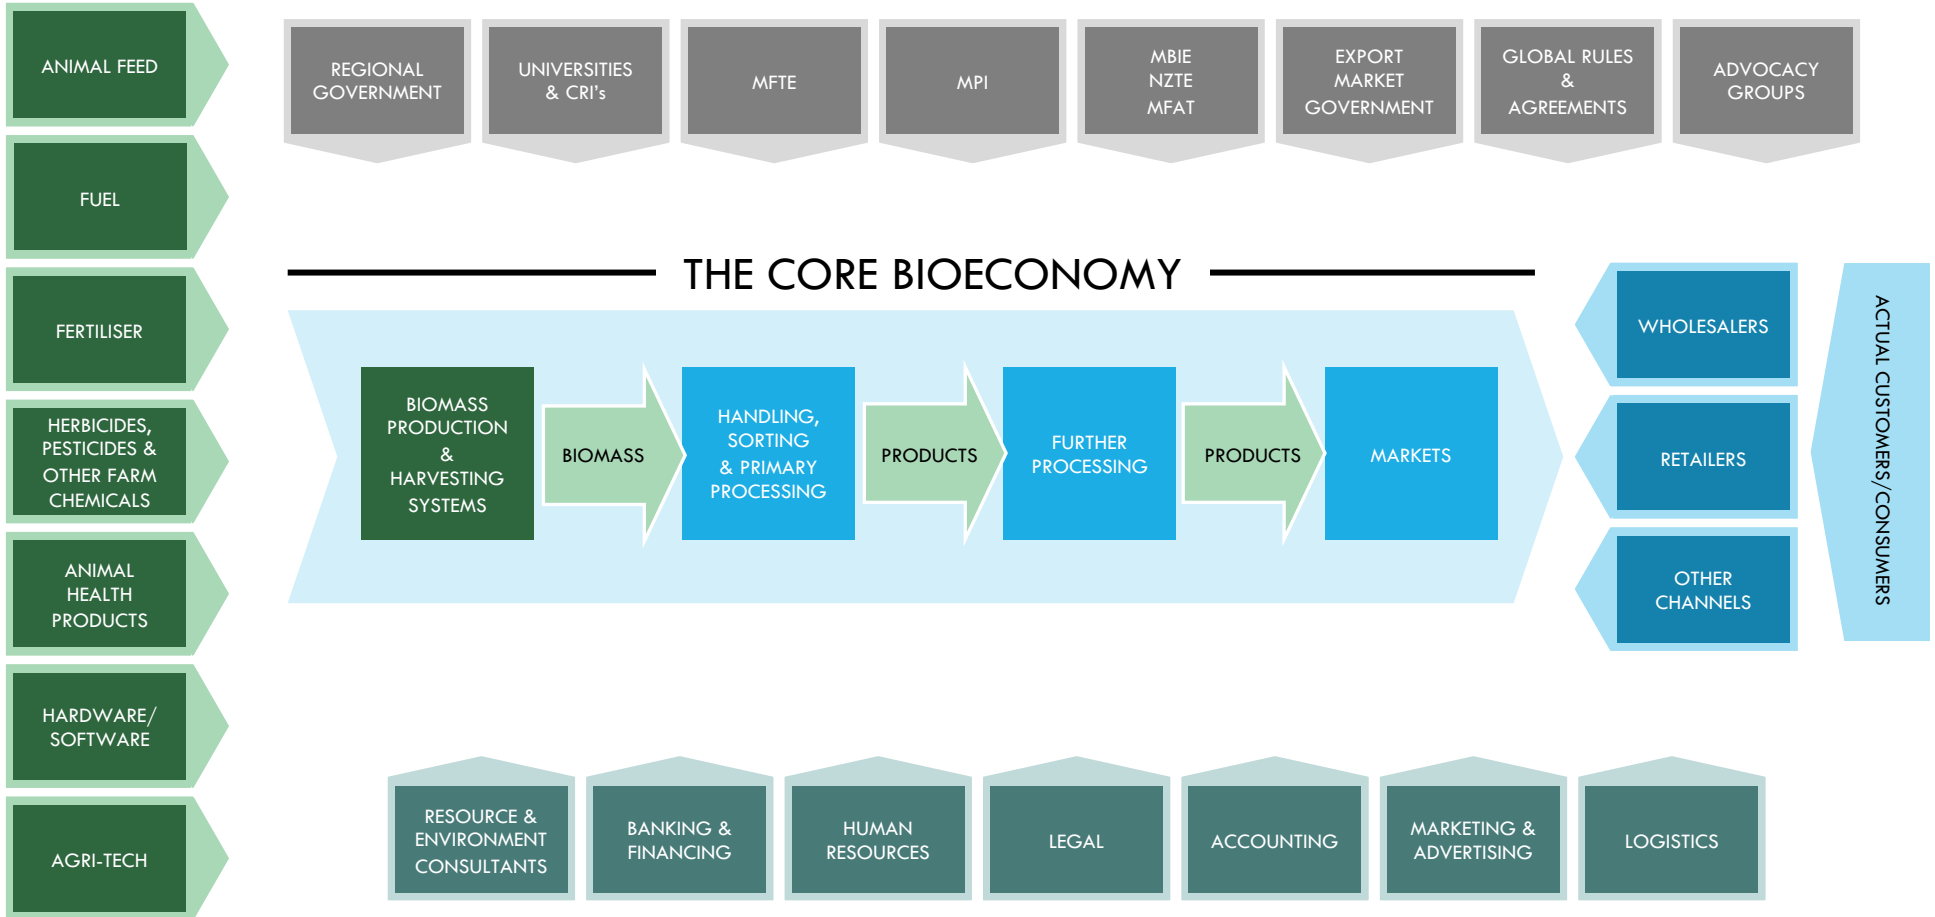 ANIMAL FEED
FUEL
FERTILISER
HERBICIDES,
PESTICIDES &
OTHER FARM
CHEMICALS
ANIMAL
HEALTH
PRODUCTS
HARDWARE/
SOFTWARE
AGRI-TECH
REGIONAL
GOVERNMENT
UNIVERSITIES
& CRI's
MFTE
MPI
MBIE
NZTE
MFAT
EXPORT
MARKET
GOVERNMENT
GLOBAL RULES
&
AGREEMENTS
ADVOCACY
GROUPS
THE CORE BIOECONOMY
BIOMASS
PRODUCTION
&
HARVESTING
SYSTEMS
BIOMASS
HANDLING,
SORTING
& PRIMARY
PROCESSING
PRODUCTS
FURTHER
PROCESSING
PRODUCTS
MARKETS
WHOLESALERS
RETAILERS
OTHER
CHANNELS
ACTUAL CUSTOMERS/CONSUMERS
RESOURCE &
ENVIRONMENT
CONSULTANTS
BANKING &
FINANCING
HUMAN
RESOURCES
LEGAL
ACCOUNTING
MARKETING &
ADVERTISING
LOGISTICS